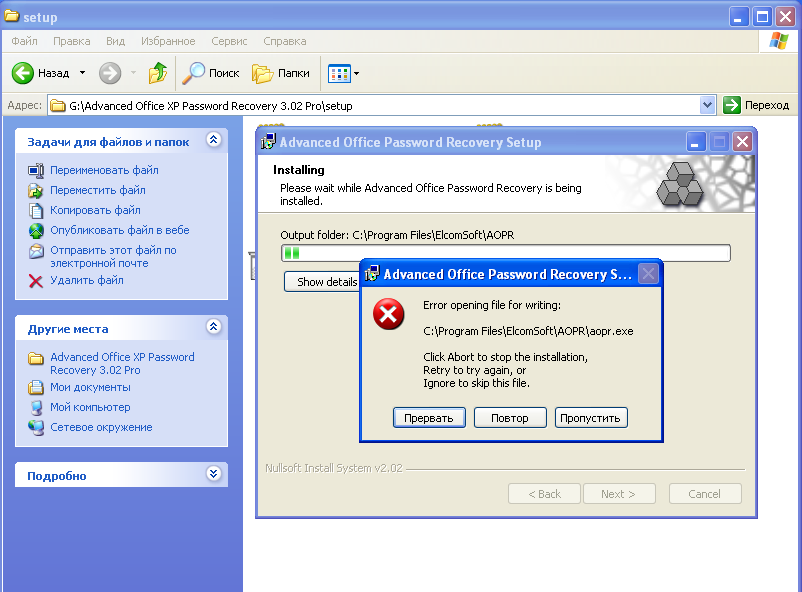 setup
Файл Правка Вид Избранное Сервис Справка
Назад Поиск Папки
Адрес: G:\Advanced Office XP Password Recovery 3.02 Pro\setup Переход
Задачи для файлов и папок
Переименовать файл
Переместить файл
Копировать файл
Опубликовать файл в вебе
Отправить этот файл по
электронной почте
Удалить файл
Другие места
Advanced Office XP Password
Recovery 3.02 Pro
Мои документы
Мой компьютер
Сетевое окружение
Подробно
Advanced Office Password Recovery Setup
Installing
Please wait while Advanced Office Password Recovery is being
installed.
Output folder: C:\Program Files\ElcomSoft\AOPR
Show details
Advanced Office Password Recovery S...
Error opening file for writing:
C:\Program Files\ElcomSoft\AOPR\aopr.exe
Click Abort to stop the installation,
Retry to try again, or
Ignore to skip this file.
Прервать Повтор Пропустить
Nullsoft Install System v2.02
< Back Next > Cancel